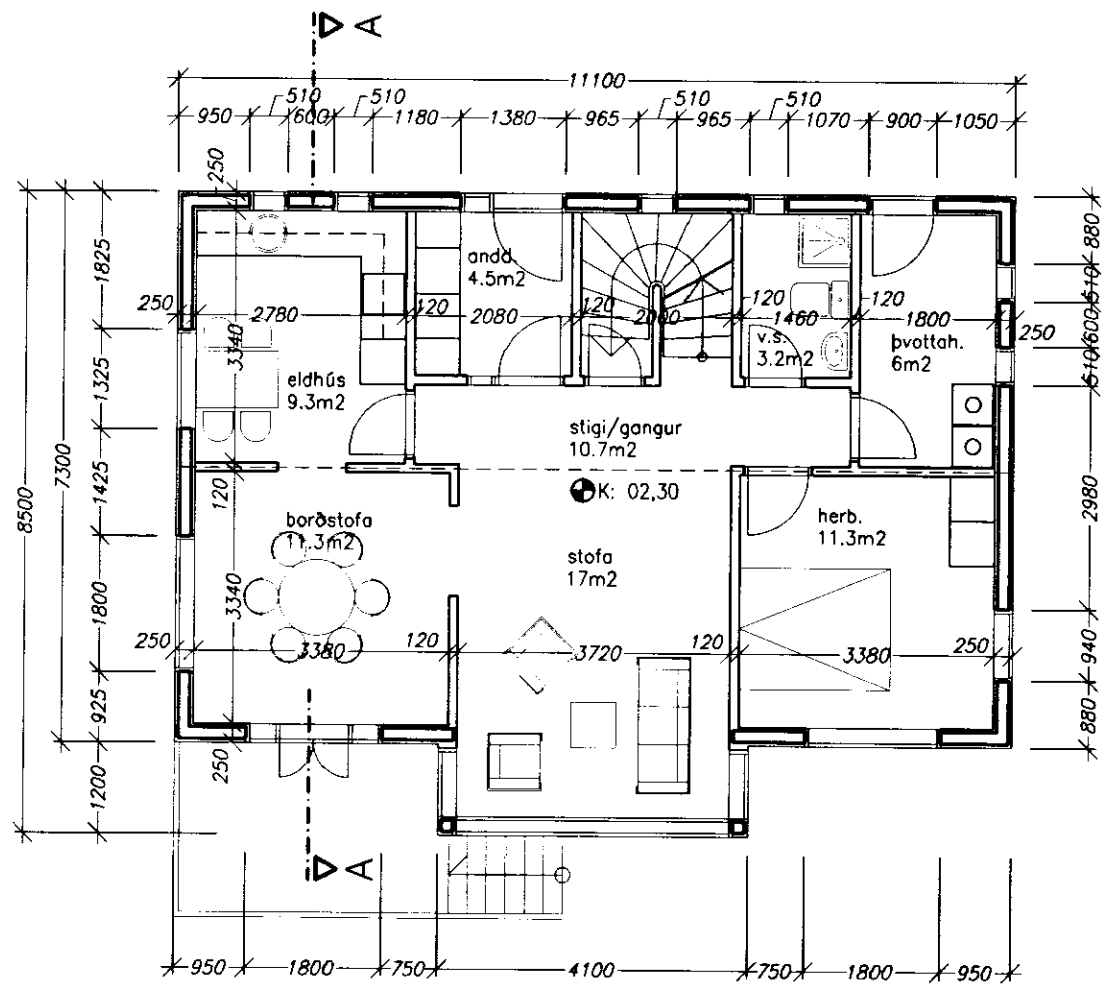 A
11100
510 510 510 510
950 600 1180 1380 965 965 1070 900 1050
250
andd.
4.5m2
250 2780 120 2080 120 2000 120 1460 120 1800 250
v.s.
3.2m2
þvottah.
6m2
3340
eldhús
9.3m2
stigi/gangur
10.7m2
K: 02,30
120
borðstofa
11.3m2
stofa
17m2
herb.
11.3m2
3340
250 3380 120 3720 120 3380 250
250
8500
7300
1825
1325
1425
1800
925
1200
880
510
600
510
2980
940
880
A
950 1800 750 4100 750 1800 950